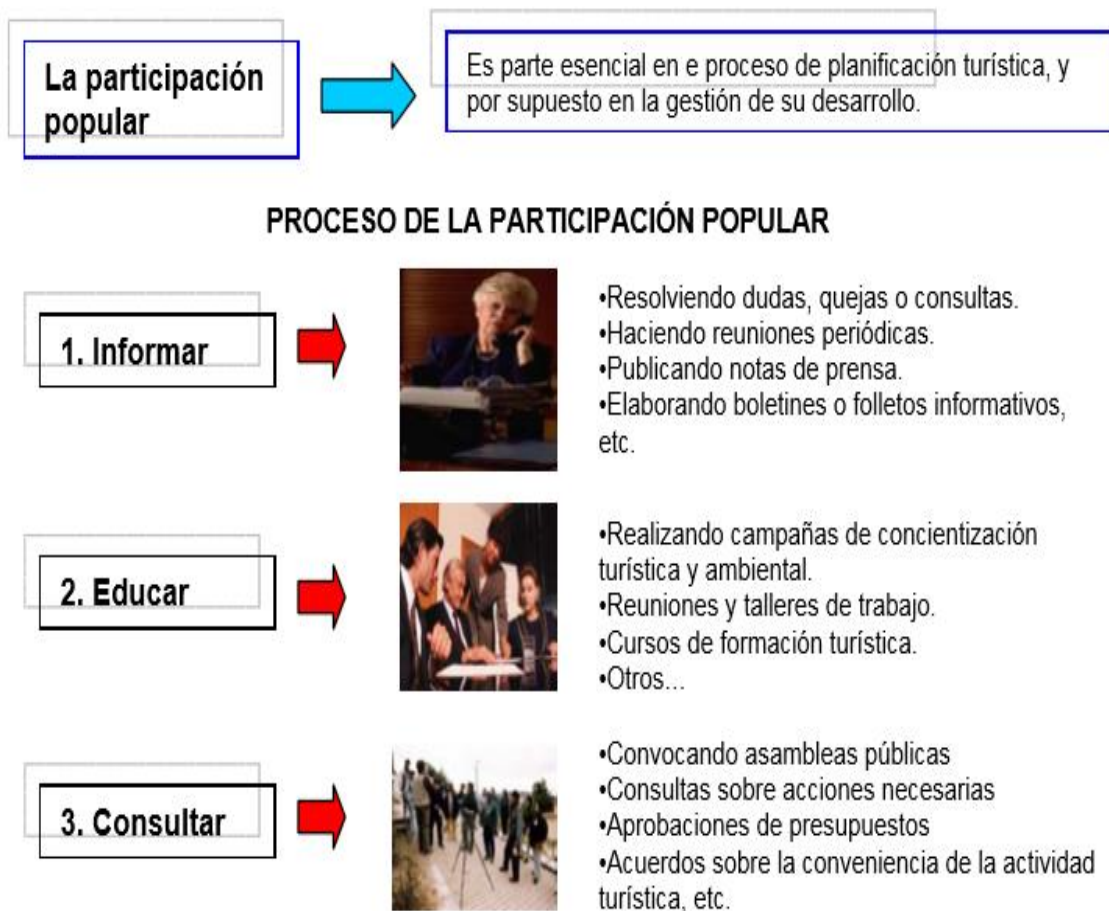 La participación
popular
Es parte esencial en e proceso de planificación turística, y
por supuesto en la gestión de su desarrollo.
PROCESO DE LA PARTICIPACIÓN POPULAR
1. Informar
•Resolviendo dudas, quejas o consultas.
•Haciendo reuniones periódicas.
•Publicando notas de prensa.
•Elaborando boletines o folletos informativos,
etc.
2. Educar
•Realizando campañas de concientización
turística y ambiental.
•Reuniones y talleres de trabajo.
•Cursos de formación turística.
•Otros...
3. Consultar
•Convocando asambleas públicas
•Consultas sobre acciones necesarias
•Aprobaciones de presupuestos
•Acuerdos sobre la conveniencia de la actividad
turística, etc.